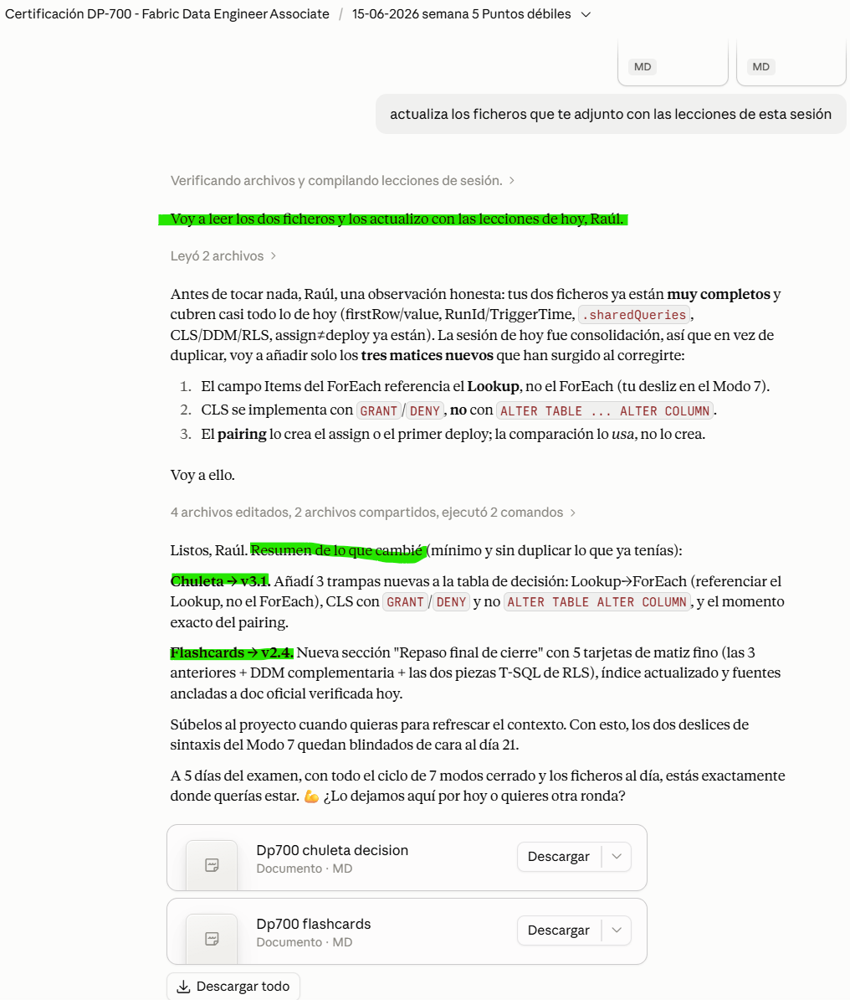 Certificación DP-700 - Fabric Data Engineer Associate / 15-06-2026 semana 5 Puntos débiles
MD MD
actualiza los ficheros que te adjunto con las lecciones de esta sesión
Verificando archivos y compilando lecciones de sesión.
Voy a leer los dos ficheros y los actualizo con las lecciones de hoy, Raúl.
Leyó 2 archivos
Antes de tocar nada, Raúl, una observación honesta: tus dos ficheros ya están muy completos y
cubren casi todo lo de hoy (firstRow/value, RunId/TriggerTime, .sharedQueries,
CLS/DDM/RLS, assign≠deploy ya están). La sesión de hoy fue consolidación, así que en vez de
duplicar, voy a añadir solo los tres matices nuevos que han surgido al corregirte:
1. El campo Items del ForEach referencia el Lookup, no el ForEach (tu desliz en el Modo 7).
2. CLS se implementa con GRANT/DENY, no con ALTER TABLE ... ALTER COLUMN.
3. El pairing lo crea el assign o el primer deploy; la comparación lo usa, no lo crea.
Voy a ello.
4 archivos editados, 2 archivos compartidos, ejecutó 2 comandos
Listos, Raúl. Resumen de lo que cambié (mínimo y sin duplicar lo que ya tenías):
Chuleta → v3.1. Añadí 3 trampas nuevas a la tabla de decisión: Lookup→ForEach (referenciar el
Lookup, no el ForEach), CLS con GRANT/DENY y no ALTER TABLE ALTER COLUMN, y el momento
exacto del pairing.
Flashcards → v2.4. Nueva sección "Repaso final de cierre" con 5 tarjetas de matiz fino (las 3
anteriores + DDM complementaria + las dos piezas T-SQL de RLS), índice actualizado y fuentes
ancladas a doc oficial verificada hoy.
Súbelos al proyecto cuando quieras para refrescar el contexto. Con esto, los dos deslices de
sintaxis del Modo 7 quedan blindados de cara al día 21.
A 5 días del examen, con todo el ciclo de 7 modos cerrado y los ficheros al día, estás exactamente
donde querías estar. 💪 ¿Lo dejamos aquí por hoy o quieres otra ronda?
Dp700 chuleta decision
Documento · MD
Descargar
Dp700 flashcards
Documento · MD
Descargar
Descargar todo